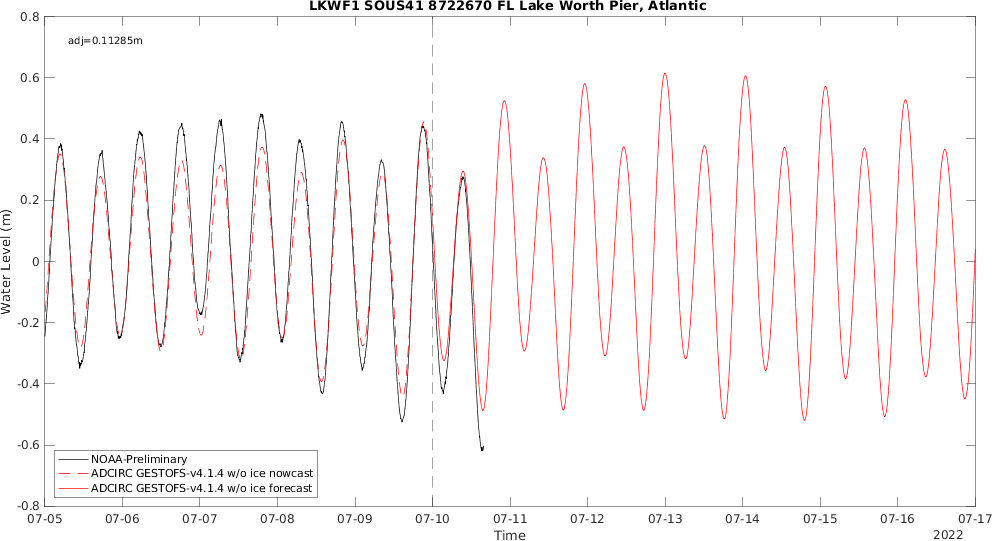 LKWF1 SOUS41 8722670 FL Lake Worth Pier, Atlantic
adj=0.11285m
0.8
0.6
0.4
0.2
0
-0.2
-0.4
-0.6
-0.8
Water Level (m)
NOAA-Preliminary
ADCIRC GESTOFS-v4.1.4 w/o ice nowcast
ADCIRC GESTOFS-v4.1.4 w/o ice forecast
07-05 07-06 07-07 07-08 07-09 07-10 07-11 07-12 07-13 07-14 07-15 07-16 07-17
Time
2022